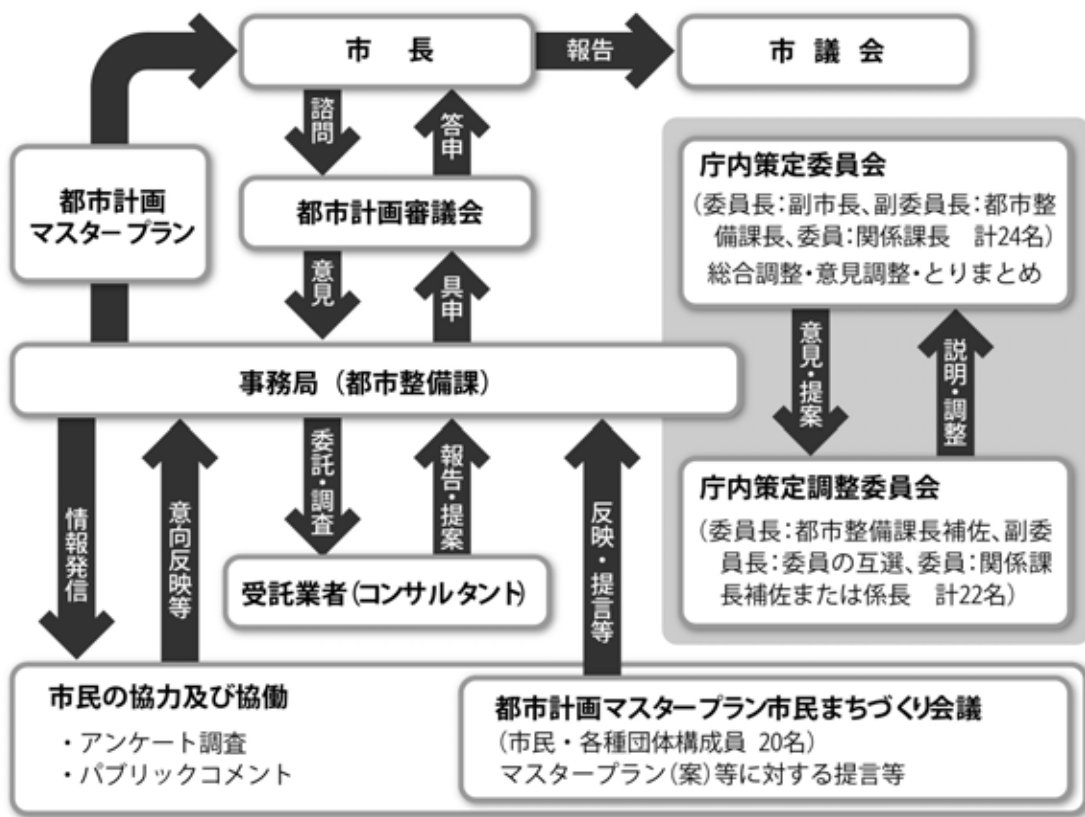 市　長
報告
市 議 会
諮問
答申
都市計画
マスタープラン
都市計画審議会
意見
具申
庁内策定委員会
(委員長：副市長、副委員長：都市整
備課長、委員：関係課長　計24名)
総合調整・意見調整・とりまとめ
意見・提案
説明・調整
事務局（都市整備課）
庁内策定調整委員会
(委員長：都市整備課長補佐、副委
員長：委員の互選、委員：関係課
長補佐または係長　計22名)
情報発信
意向反映等
委託・調査
報告・提案
反映・提言等
受託業者(コンサルタント)
市民の協力及び協働
・アンケート調査
・パブリックコメント
都市計画マスタープラン市民まちづくり会議
(市民・各種団体構成員 20名)
マスタープラン(案)等に対する提言等